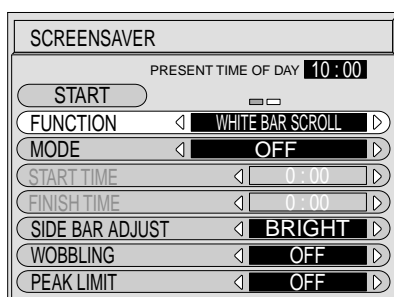 SCREENSAVER
PRESENT TIME OF DAY 10:00
START
FUNCTION WHITE BAR SCROLL
MODE OFF
START TIME 0:00
FINISH TIME 0:00
SIDE BAR ADJUST BRIGHT
WOBBLING OFF
PEAK LIMIT OFF